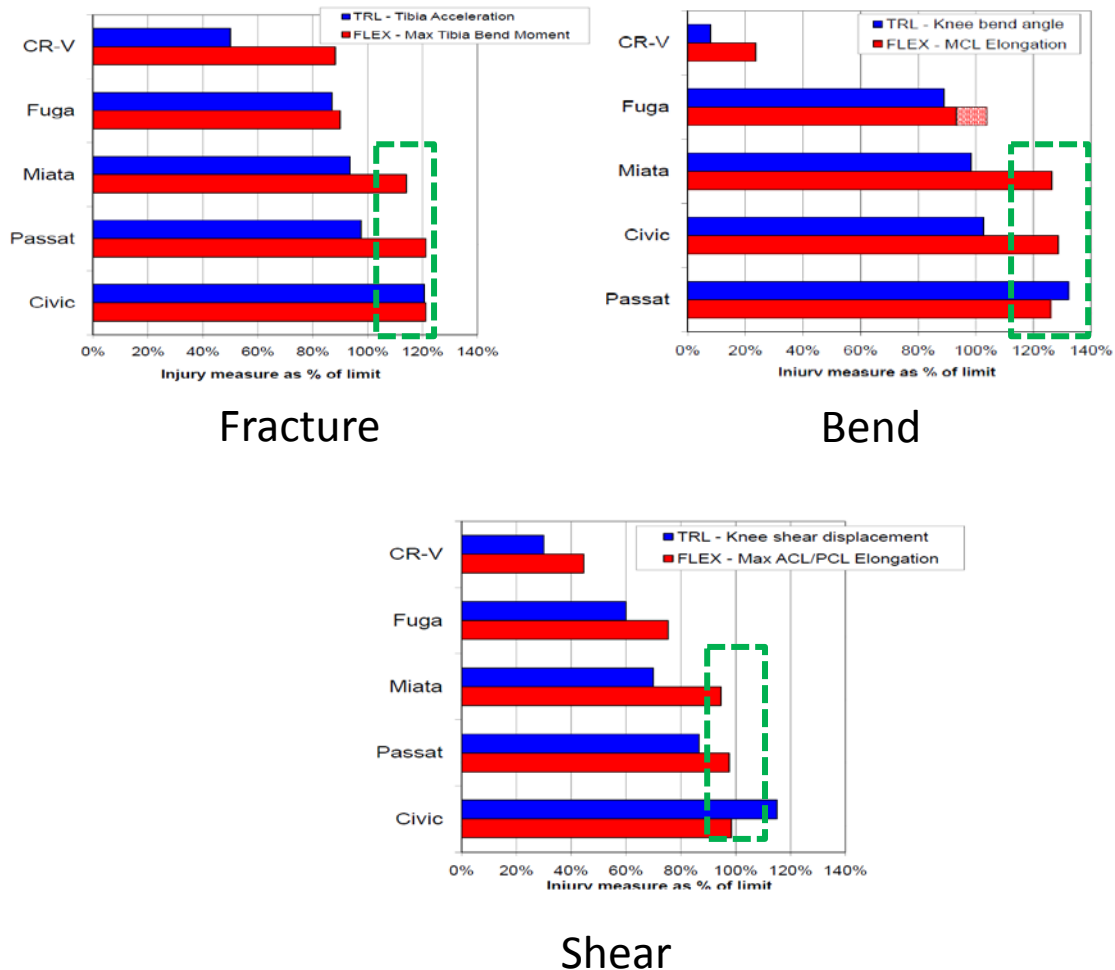 TRL - Tibia Acceleration
FLEX - Max Tibia Bend Moment
CR-V
Fuga
Miata
Passat
Civic
0% 20% 40% 60% 80% 100% 120% 140%
Injury measure as % of limit
Fracture
TRL - Knee bend angle
FLEX - MCL Elongation
CR-V
Fuga
Miata
Civic
Passat
0% 20% 40% 60% 80% 100% 120% 140%
Injury measure as % of limit
Bend
TRL - Knee shear displacement
FLEX - Max ACL/PCL Elongation
CR-V
Fuga
Miata
Passat
Civic
0% 20% 40% 60% 80% 100% 120% 140%
Injury measure as % of limit
Shear